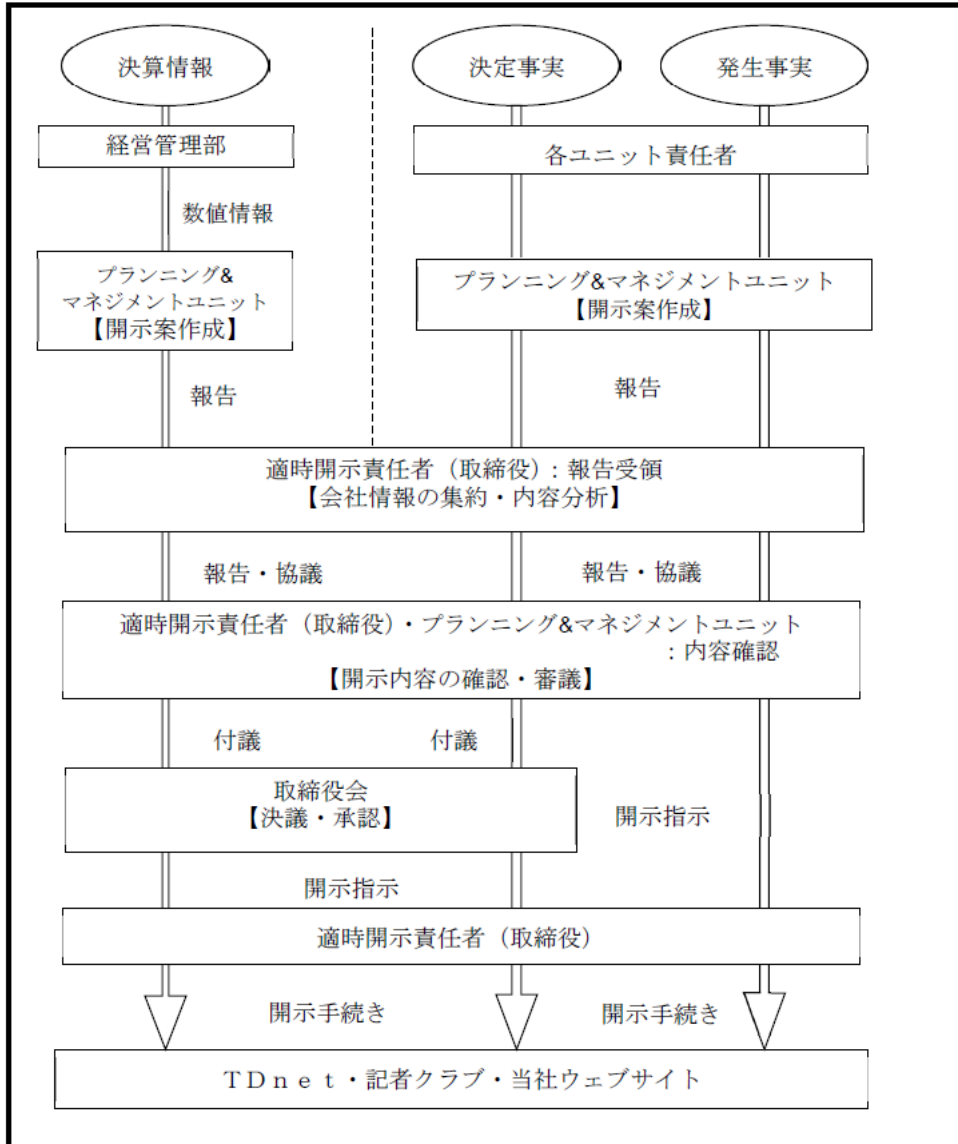 決算情報
決定事実
発生事実
経営管理部
各ユニット責任者
数値情報
プランニング&
マネジメントユニット
【開示案作成】
プランニング&マネジメントユニット
【開示案作成】
報告
報告
適時開示責任者（取締役）：報告受領
【会社情報の集約・内容分析】
報告・協議
報告・協議
適時開示責任者（取締役）・プランニング&マネジメントユニット
：内容確認
【開示内容の確認・審議】
付議
付議
取締役会
【決議・承認】
開示指示
開示指示
適時開示責任者（取締役）
開示手続き
開示手続き
ＴＤｎｅｔ・記者クラブ・当社ウェブサイト